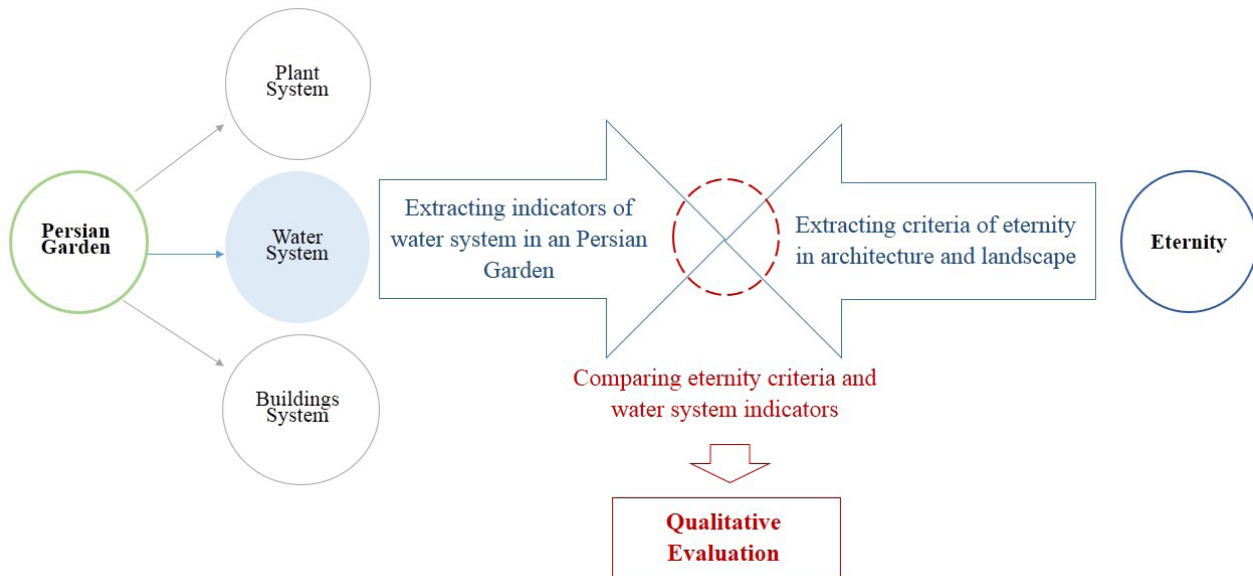 Plant
System
Persian
Garden
Water
System
Buildings
System
Extracting indicators of
water system in an Persian
Garden
Extracting criteria of eternity
in architecture and landscape
Eternity
Comparing eternity criteria and
water system indicators
Qualitative
Evaluation